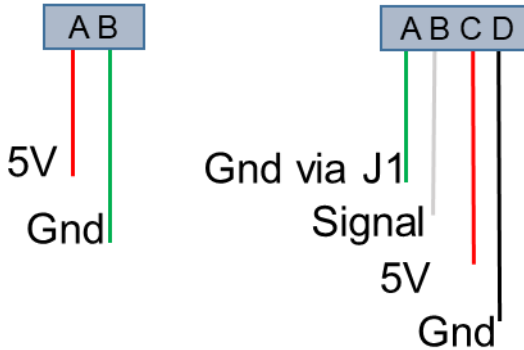 A B
5V
Gnd
A B C D
Gnd via J1
Signal
5V
Gnd